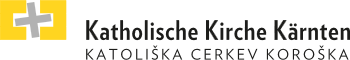 Katholische Kirche Kärnten
KATOLIŠKA CERKEV KOROŠKA